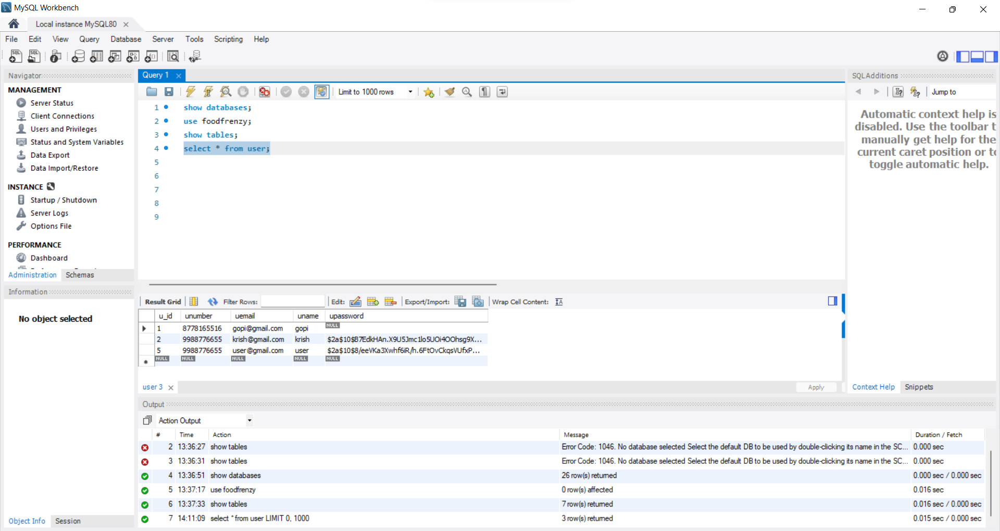 MySQL Workbench
Local instance MySQL80
File Edit View Query Database Server Tools Scripting Help
Navigator
MANAGEMENT
Server Status
Client Connections
Users and Privileges
Status and System Variables
Data Export
Data Import/Restore
INSTANCE
Startup / Shutdown
Server Logs
Options File
PERFORMANCE
Dashboard
Administration Schemas
Information
No object selected
Object Info Session
Query 1
Limit to 1000 rows
1 show databases;
2 use foodfrenzy;
3 show tables;
4 select * from user;
5
6
7
8
9
Result Grid Filter Rows: Edit: Export/Import: Wrap Cell Content:
u_id unumber uemail uname upassword
1 8778165516 gopi@gmail.com gopi NULL
2 9988776655 krish@gmail.com krish $2a$10$B7EdkHAn.X9U5Jmc1lo5UOi4OOhsg9X...
5 9988776655 user@gmail.com user $2a$10$8/eeVKa3Xwhf6iR/h.6FtOvCkqsVUfxP...
NULL NULL NULL NULL NULL
user 3
Apply
SQLAdditions
Jump to
Automatic context help is
disabled. Use the toolbar t
manually get help for the
current caret position or to
toggle automatic help.
Context Help Snippets
Output
Action Output
# Time Action Message Duration / Fetch
2 13:36:27 show tables Error Code: 1046. No database selected Select the default DB to be used by double-clicking its name in the SC... 0.000 sec
3 13:36:31 show tables Error Code: 1046. No database selected Select the default DB to be used by double-clicking its name in the SC... 0.000 sec
4 13:36:51 show databases 26 row(s) returned 0.000 sec / 0.000 sec
5 13:37:17 use foodfrenzy 0 row(s) affected 0.016 sec
6 13:37:33 show tables 7 row(s) returned 0.016 sec / 0.000 sec
7 14:11:09 select * from user LIMIT 0, 1000 3 row(s) returned 0.015 sec / 0.000 sec